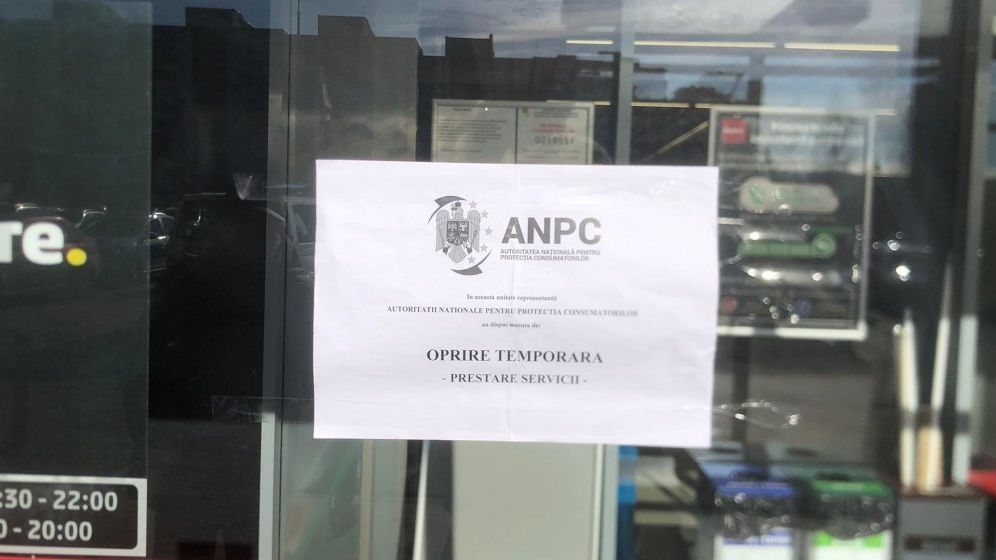 re.
:30 - 22:00
0 - 20:00
ANPC
AUTORITATEA NAȚIONALĂ PENTRU
PROTECȚIA CONSUMATORILOR
In aceasta unitate reprezentantii
AUTORITATII NATIONALE PENTRU PROTECTIA CONSUMATORILOR
au dispus masura de:
OPRIRE TEMPORARA
- PRESTARE SERVICII -